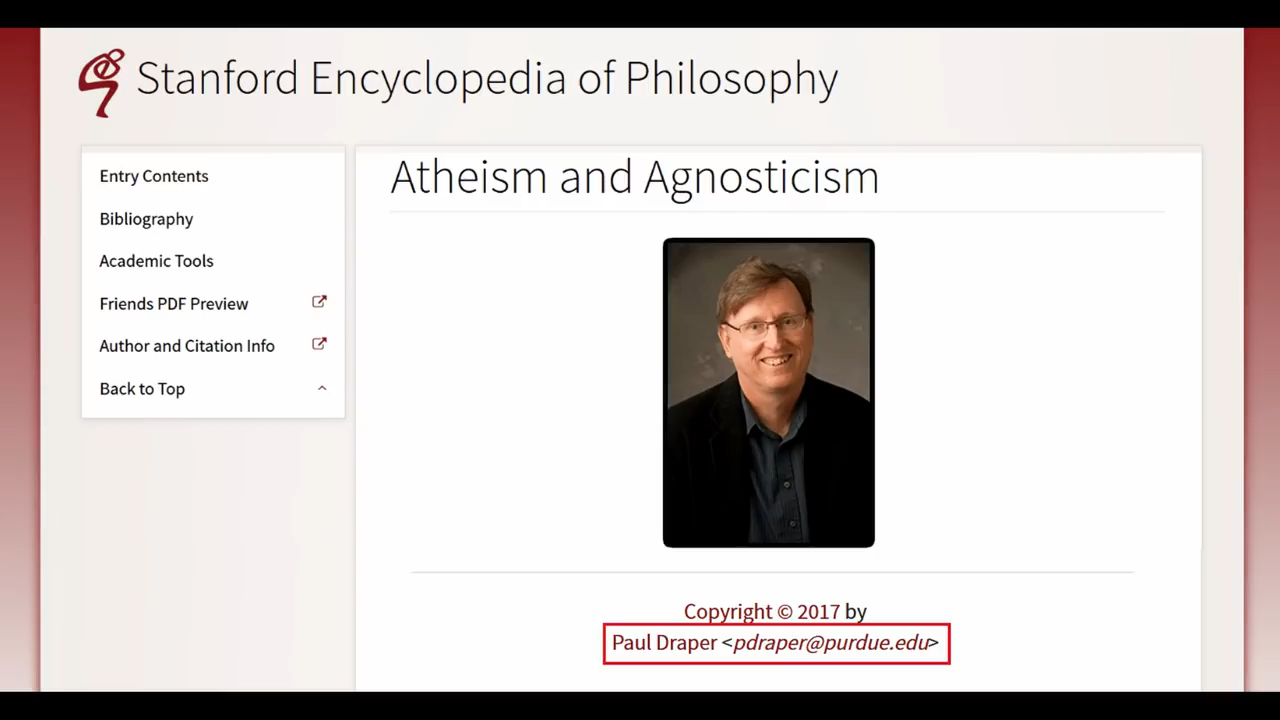 Stanford Encyclopedia of Philosophy
Entry Contents
Bibliography
Academic Tools
Friends PDF Preview
Author and Citation Info
Back to Top
Atheism and Agnosticism
Copyright © 2017 by
Paul Draper <pdraper@purdue.edu>